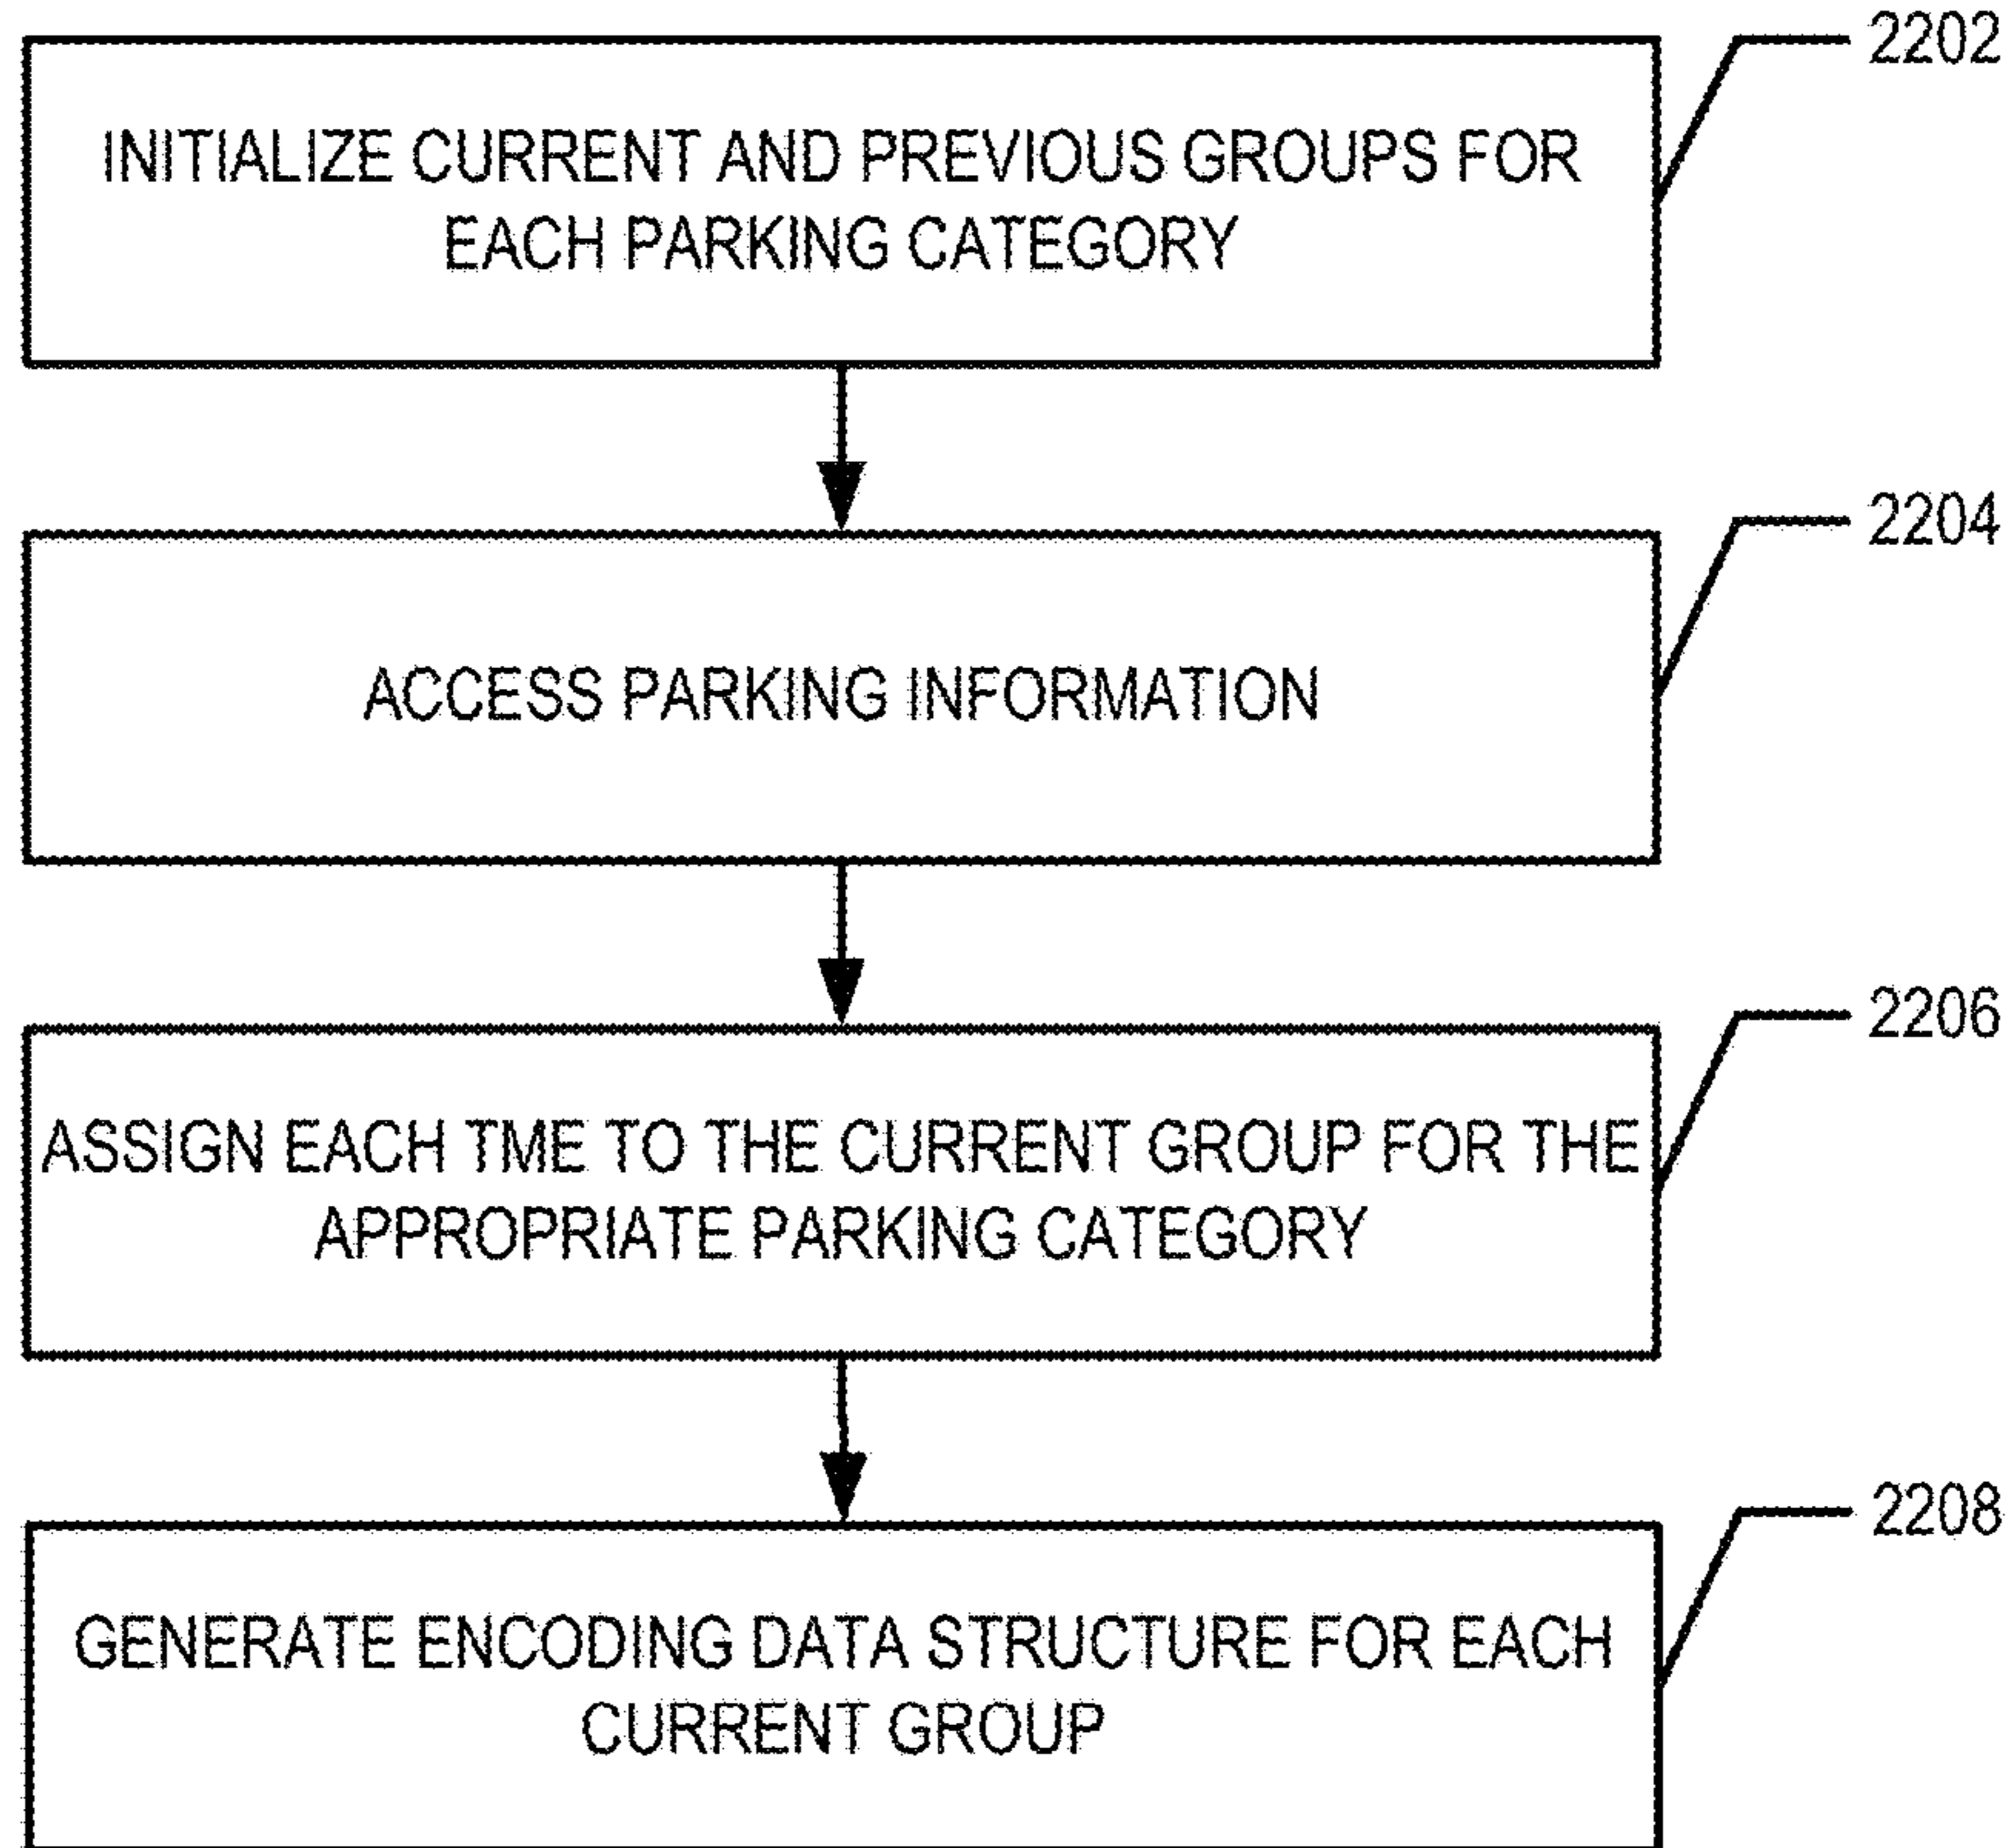 2202
INITIALIZE CURRENT AND PREVIOUS GROUPS FOR
EACH PARKING CATEGORY
2204
ACCESS PARKING INFORMATION
2206
ASSIGN EACH TME TO THE CURRENT GROUP FOR THE
APPROPRIATE PARKING CATEGORY
2208
GENERATE ENCODING DATA STRUCTURE FOR EACH
CURRENT GROUP